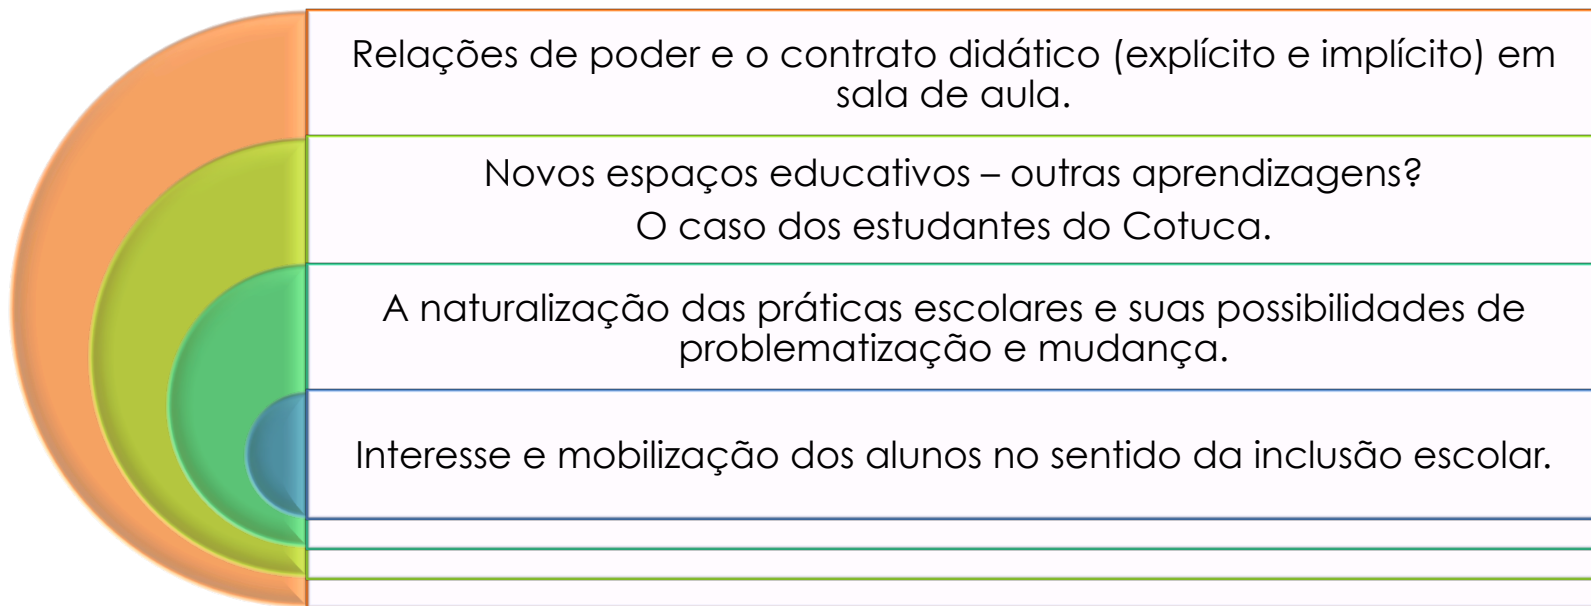 Relações de poder e o contrato didático (explícito e implícito) em
sala de aula.
Novos espaços educativos – outras aprendizagens?
O caso dos estudantes do Cotuca.
A naturalização das práticas escolares e suas possibilidades de
problematização e mudança.
Interesse e mobilização dos alunos no sentido da inclusão escolar.